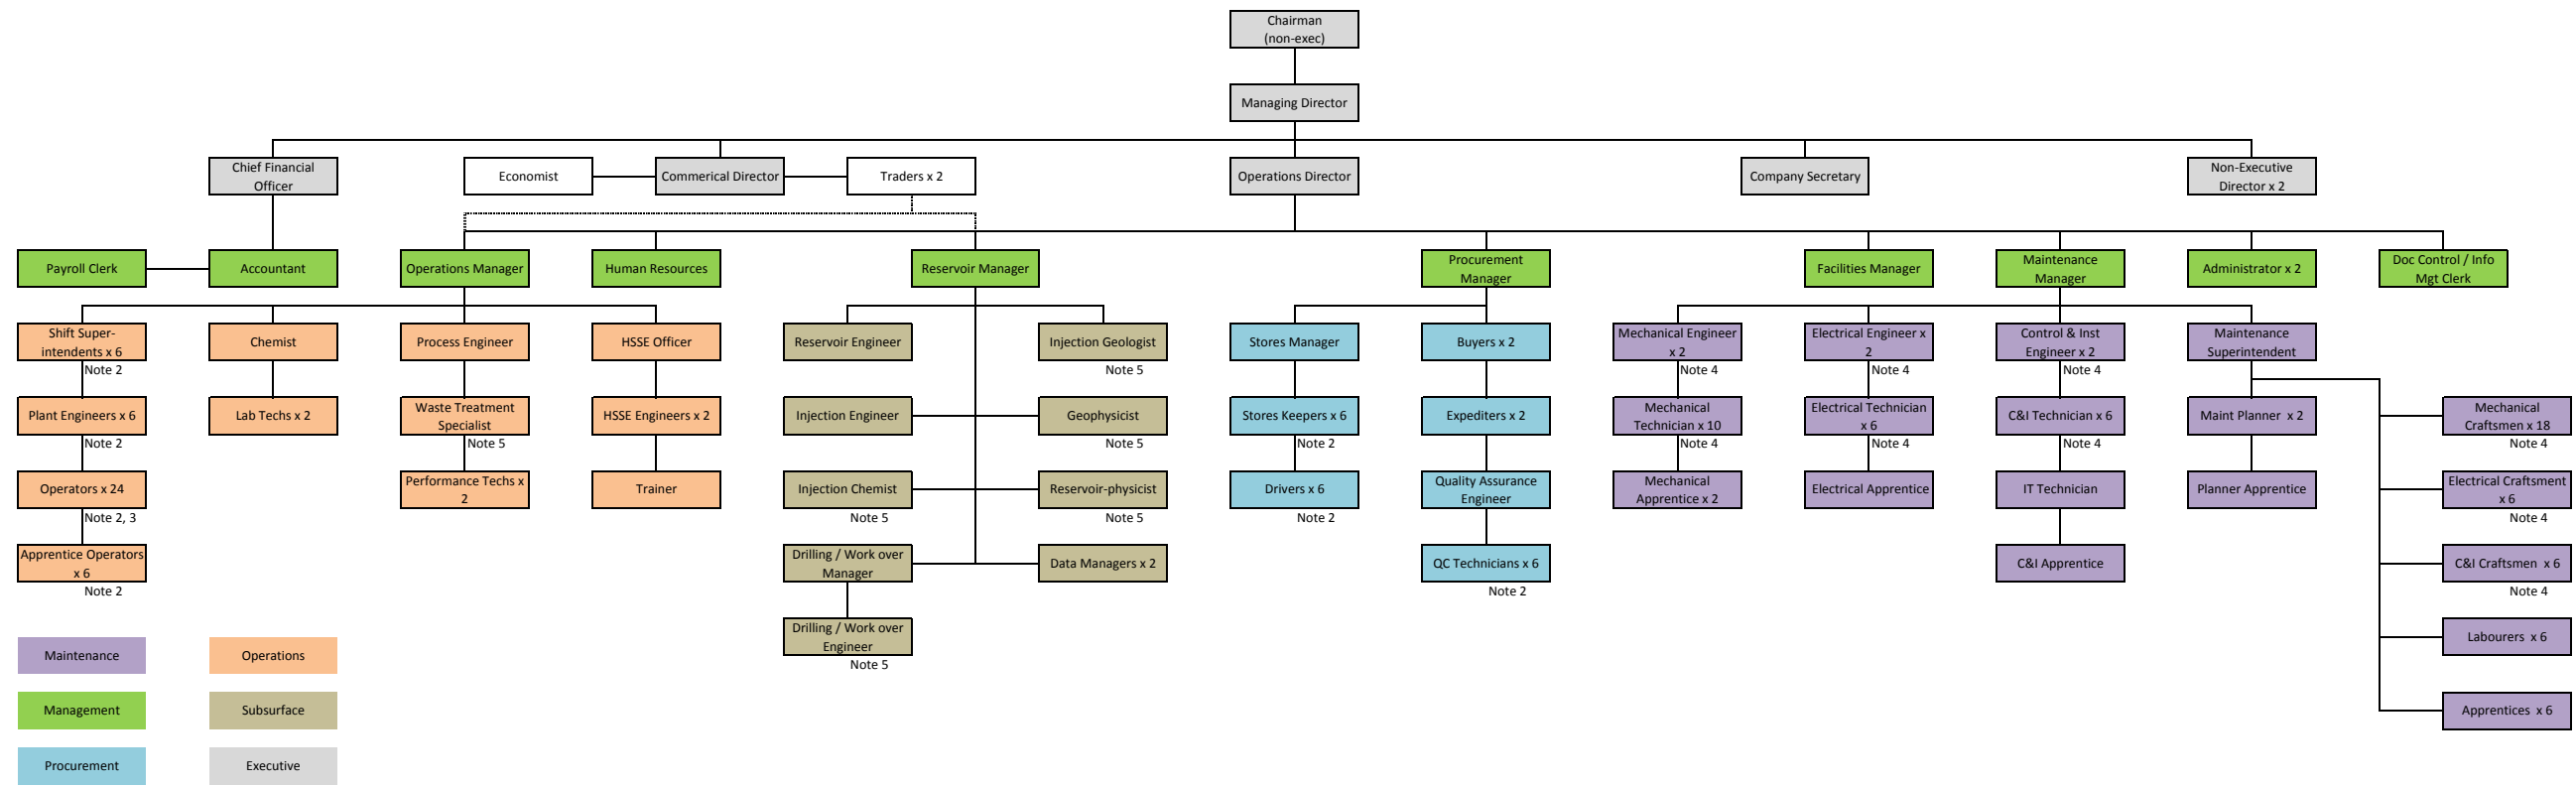 Chairman
(non-exec)
Managing Director
Chief Financial
Officer
Economist
Commerical Director
Traders x 2
Operations Director
Company Secretary
Non-Executive
Director x 2
Payroll Clerk
Accountant
Operations Manager
Human Resources
Reservoir Manager
Procurement
Manager
Facilities Manager
Maintenance
Manager
Administrator x 2
Doc Control / Info
Mgt Clerk
Shift Super-
intendents x 6
Note 2
Chemist
Process Engineer
HSSE Officer
Reservoir Engineer
Injection Geologist
Note 5
Stores Manager
Buyers x 2
Mechanical Engineer
x 2
Note 4
Electrical Engineer x
2
Note 4
Control & Inst
Engineer x 2
Note 4
Maintenance
Superintendent
Plant Engineers x 6
Note 2
Lab Techs x 2
Waste Treatment
Specialist
Note 5
HSSE Engineers x 2
Injection Engineer
Geophysicist
Note 5
Stores Keepers x 6
Note 2
Expediters x 2
Mechanical
Technician x 10
Note 4
Electrical Technician
x 6
Note 4
C&I Technician x 6
Note 4
Maint Planner  x 2
Mechanical
Craftsmen x 18
Note 4
Operators x 24
Note 2, 3
Performance Techs x
2
Trainer
Injection Chemist
Note 5
Reservoir-physicist
Note 5
Drivers x 6
Note 2
Quality Assurance
Engineer
Mechanical
Apprentice x 2
Electrical Apprentice
IT Technician
Planner Apprentice
Electrical Craftsment
x 6
Note 4
Apprentice Operators
x 6
Note 2
Drilling / Work over
Manager
Data Managers x 2
QC Technicians x 6
Note 2
C&I Apprentice
C&I Craftsmen  x 6
Note 4
Drilling / Work over
Engineer
Note 5
Labourers  x 6
Apprentices  x 6
Maintenance
Operations
Management
Subsurface
Procurement
Executive